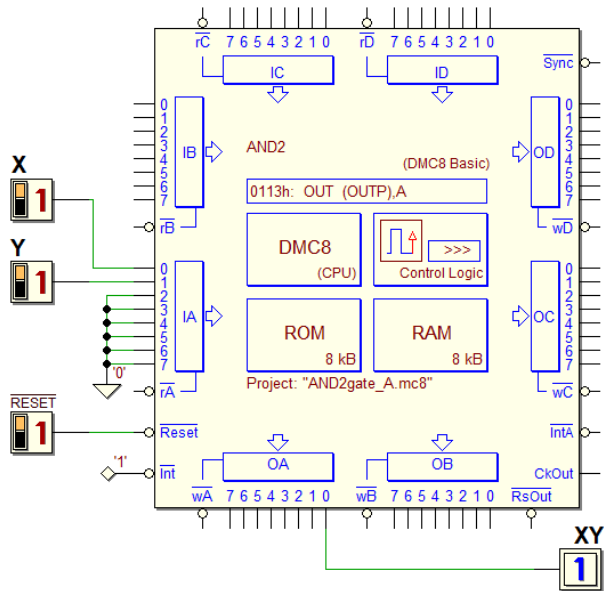 rC 7 6 5 4 3 2 1 0 rD 7 6 5 4 3 2 1 0
IC ID
Sync
0
1
2
3
4
5
6
7
IB
rB
AND2
(DMC8 Basic)
0113h: OUT (OUTP),A
0
1
2
3
4
5
6
7
OD
wD
X
1
Y
1
DMC8
(CPU)
>>>
Control Logic
0
1
2
3
4
5
6
7
IA
rA
'0'
ROM
8 kB
RAM
8 kB
0
1
2
3
4
5
6
7
OC
wC
Project: "AND2gate_A.mc8"
RESET
1
Reset
IntA
'1'
Int
CkOut
OA OB
wA 7 6 5 4 3 2 1 0 wB 7 6 5 4 3 2 1 0 RsOut
XY
1